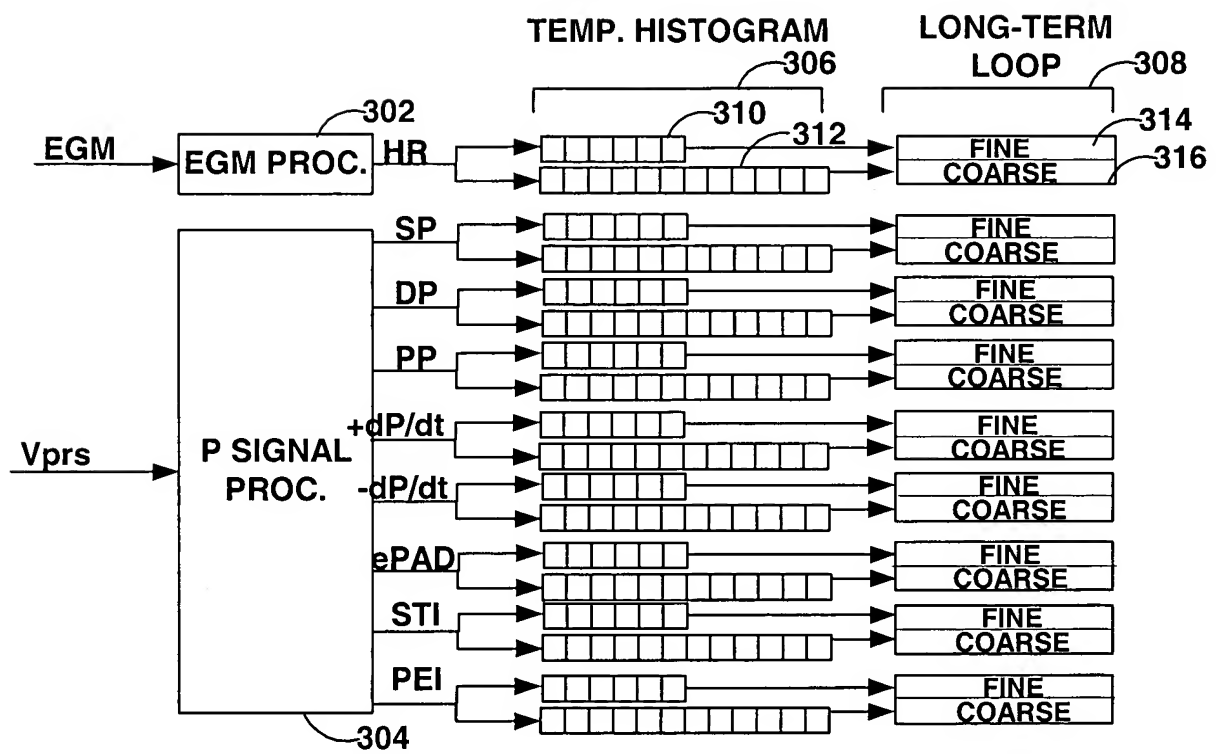 TEMP. HISTOGRAM
LONG-TERM LOOP
306
308
302
310
312
314
316
EGM
EGM PROC.
HR
FINE
COARSE
SP
FINE
COARSE
DP
FINE
COARSE
PP
FINE
COARSE
Vprs
P SIGNAL
PROC.
+dP/dt
FINE
COARSE
-dP/dt
FINE
COARSE
ePAD
FINE
COARSE
STI
FINE
COARSE
PEI
FINE
COARSE
304